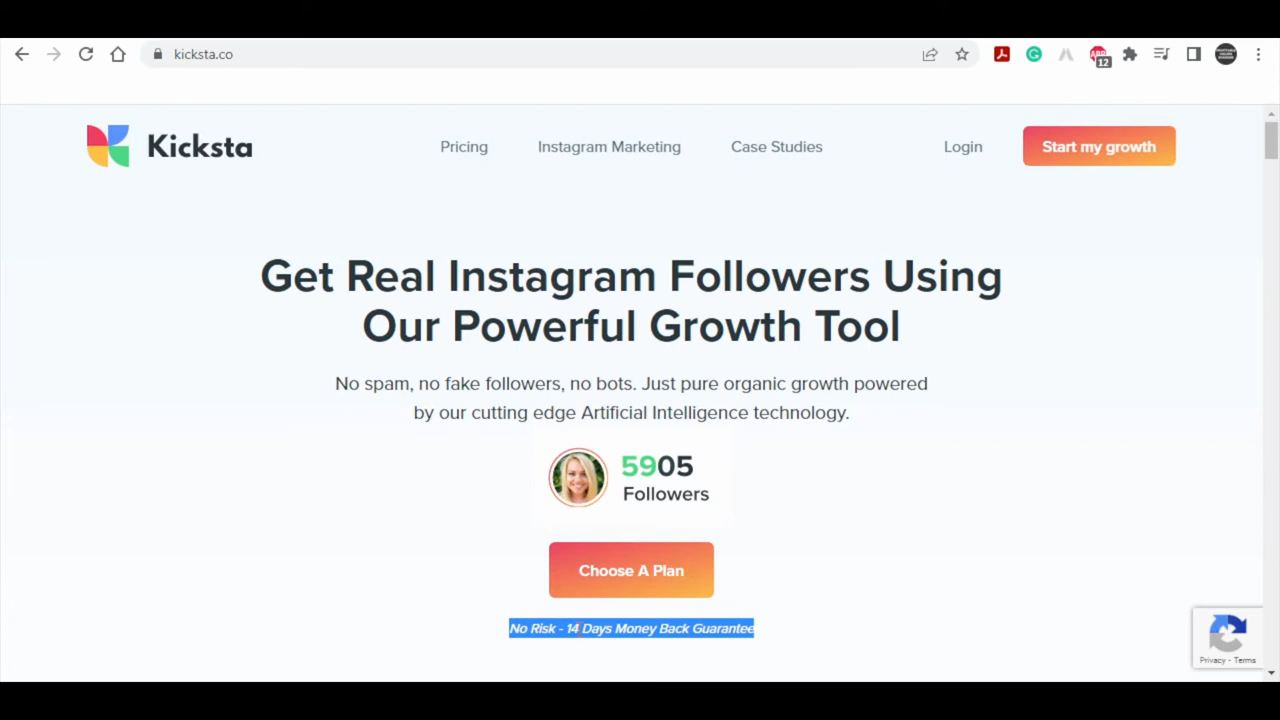 kicksta.co
ABP
12
Kicksta
Pricing
Instagram Marketing
Case Studies
Login
Start my growth
Get Real Instagram Followers Using
Our Powerful Growth Tool
No spam, no fake followers, no bots. Just pure organic growth powered
by our cutting edge Artificial Intelligence technology.
5905
Followers
Choose A Plan
No Risk - 14 Days Money Back Guarantee
Privacy - Terms